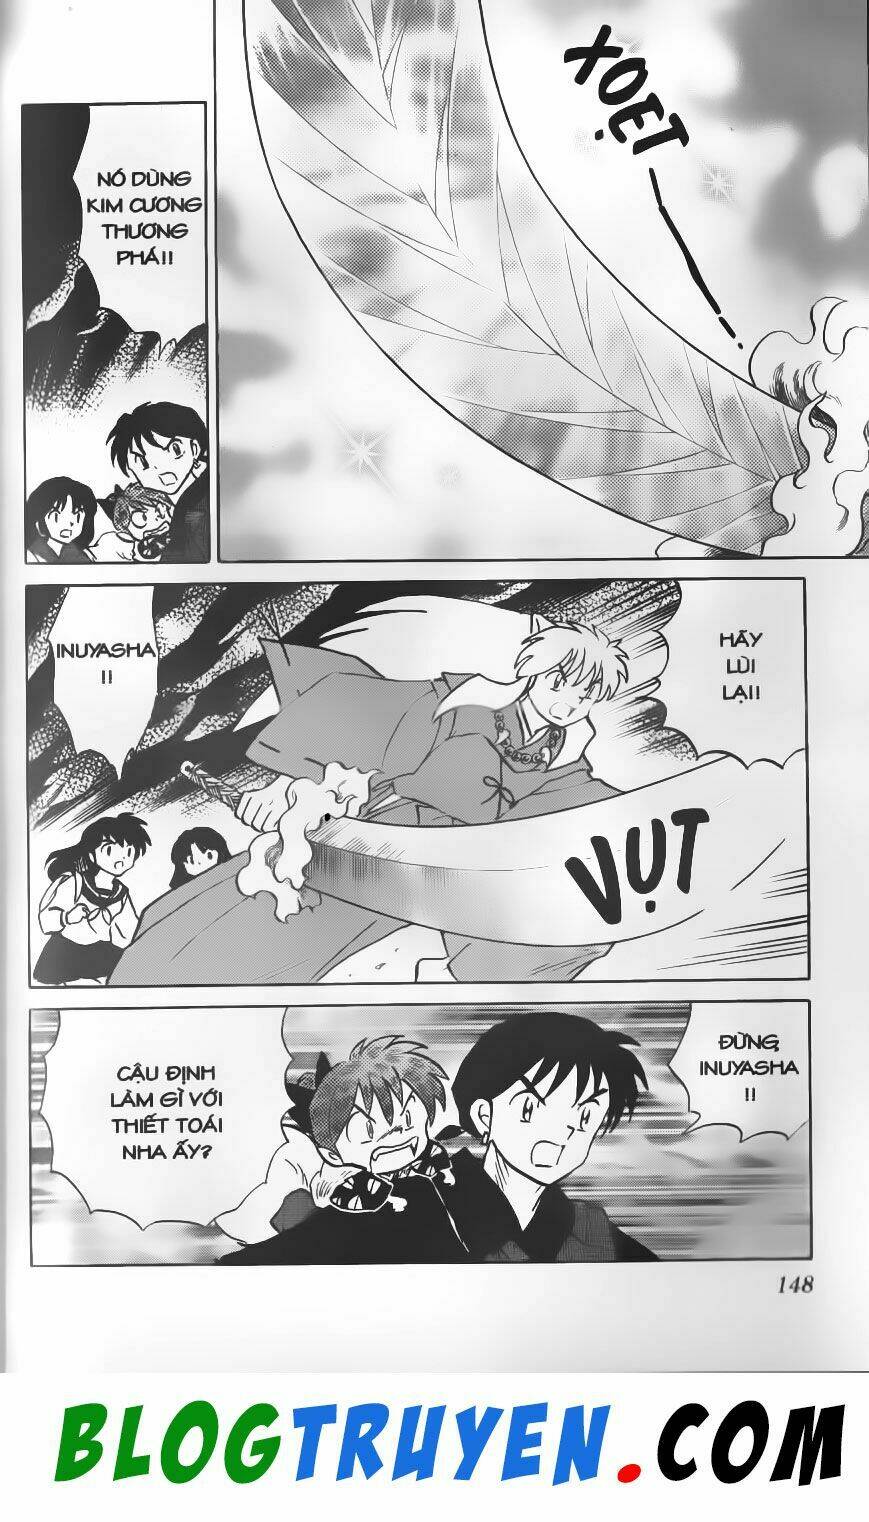 XOẸT
NÓ DÙNG
KIM CƯƠNG
THƯƠNG
PHÁ!!
HÃY
LÙI
LẠI!
INUYASHA
!!
VỤT
ĐỪNG,
INUYASHA
!!
CẬU ĐỊNH
LÀM GÌ VỚI
THIẾT TOÁI
NHA ẤY?
148
BLOGTRUYEN.COM